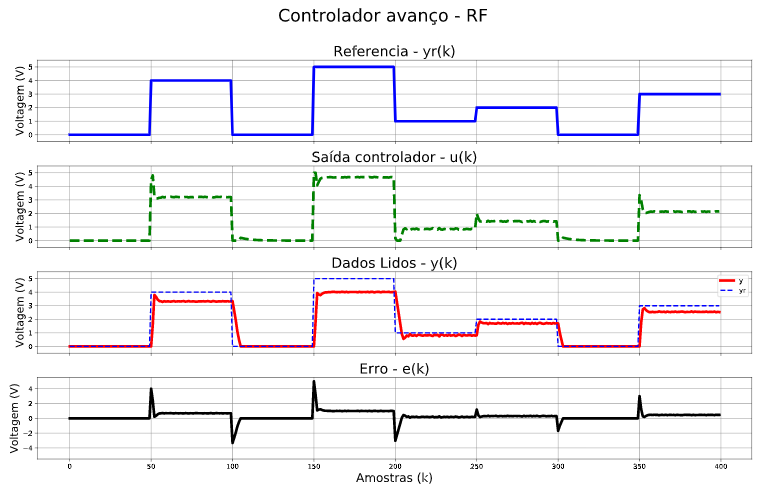 Controlador avanço - RF
Referencia - yr(k)
Voltagem (V)
5
4
3
2
1
0
Saída controlador - u(k)
Voltagem (V)
5
4
3
2
1
0
Dados Lidos - y(k)
Voltagem (V)
5
4
3
2
1
0
y
yr
Erro - e(k)
Voltagem (V)
4
2
0
−2
−4
0 50 100 150 200 250 300 350 400
Amostras (k)